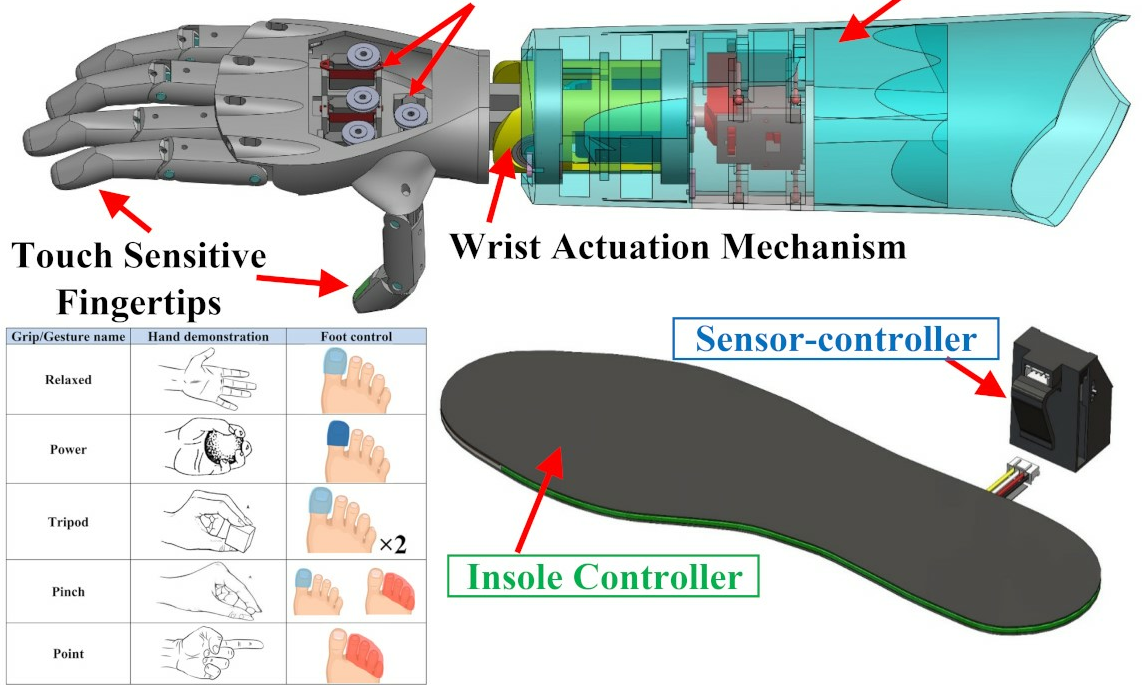 Touch Sensitive
Fingertips
Wrist Actuation Mechanism
Grip/Gesture name Hand demonstration Foot control
Relaxed
Power
Tripod
×2
Pinch
Point
Sensor-controller
Insole Controller